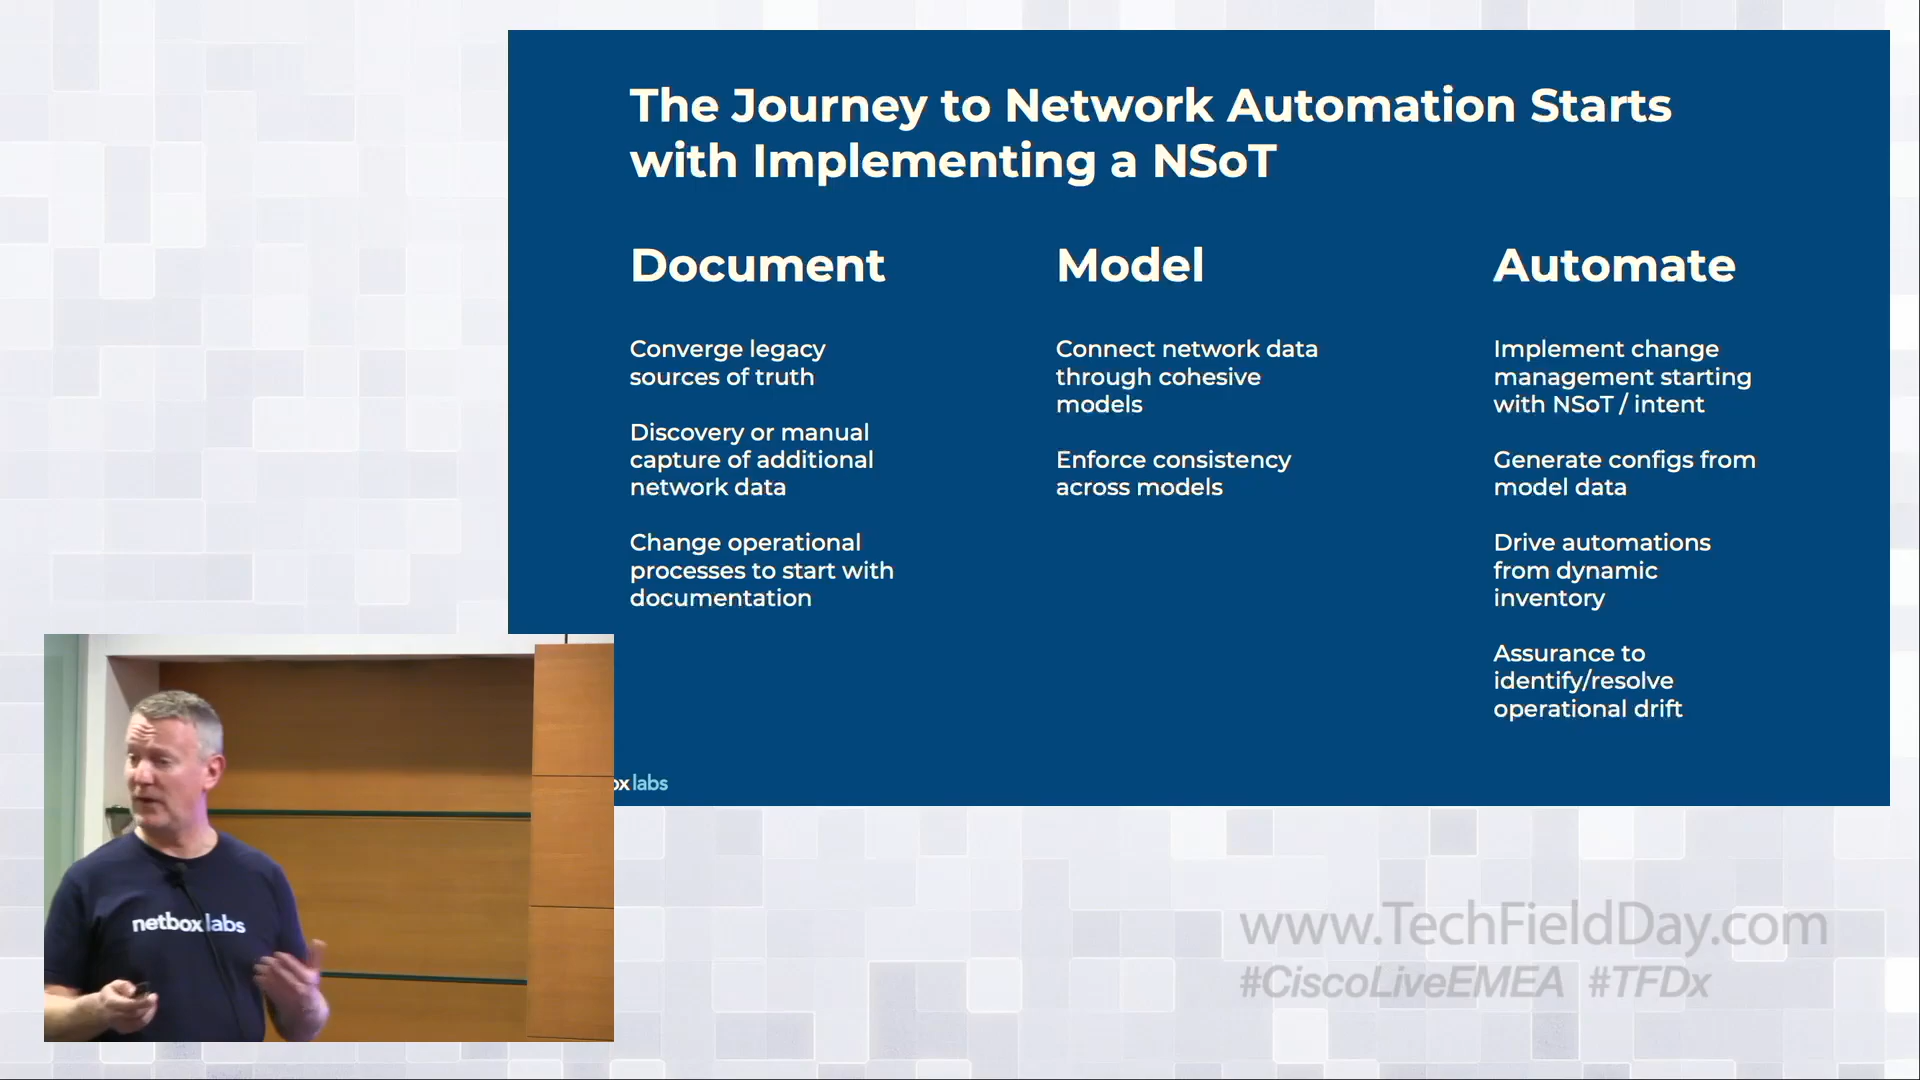 The Journey to Network Automation Starts
with Implementing a NSoT
Document
Converge legacy
sources of truth
Discovery or manual
capture of additional
network data
Change operational
processes to start with
documentation
Model
Connect network data
through cohesive
models
Enforce consistency
across models
Automate
Implement change
management starting
with NSoT / intent
Generate configs from
model data
Drive automations
from dynamic
inventory
Assurance to
identify/resolve
operational drift
ox labs
netbox labs
www.TechFieldDay.com
#CiscoLiveEMEA #TFDx